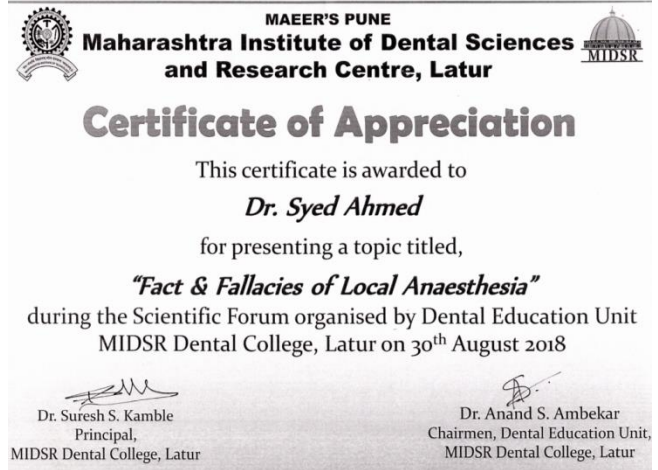 MAEER'S PUNE
Maharashtra Institute of Dental Sciences
and Research Centre, Latur
MIDSR
Certificate of Appreciation
This certificate is awarded to
Dr. Syed Ahmed
for presenting a topic titled,
"Fact & Fallacies of Local Anaesthesia"
during the Scientific Forum organised by Dental Education Unit
MIDSR Dental College, Latur on 30th August 2018
Dr. Suresh S. Kamble
Principal,
MIDSR Dental College, Latur
Dr. Anand S. Ambekar
Chairmen, Dental Education Unit,
MIDSR Dental College, Latur